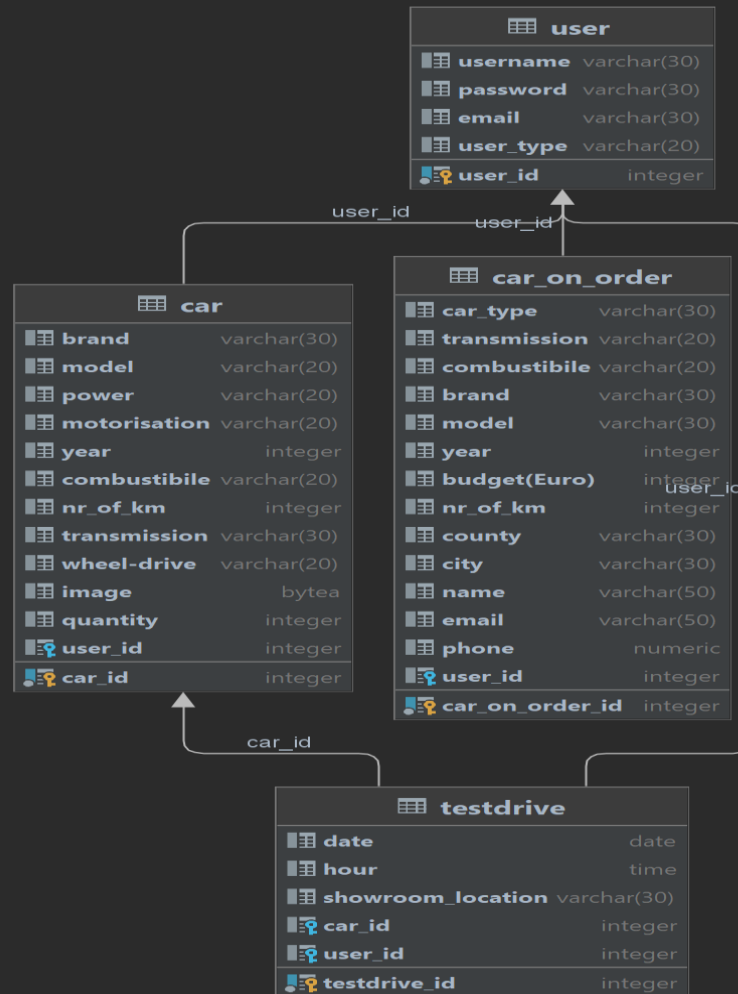 user
username varchar(30)
password varchar(30)
email varchar(30)
user_type varchar(20)
user_id integer
user_id
user_id
car
brand varchar(30)
model varchar(20)
power varchar(20)
motorisation varchar(20)
year integer
combustibile varchar(20)
nr_of_km integer
transmission varchar(30)
wheel-drive varchar(20)
image bytea
quantity integer
user_id integer
car_id integer
car_on_order
car_type varchar(30)
transmission varchar(20)
combustibile varchar(20)
brand varchar(30)
model varchar(30)
year integer
budget(Euro) integer
user_id
nr_of_km integer
county varchar(30)
city varchar(30)
name varchar(50)
email varchar(50)
phone numeric
user_id integer
car_on_order_id integer
car_id
testdrive
date date
hour time
showroom_location varchar(30)
car_id integer
user_id integer
testdrive_id integer